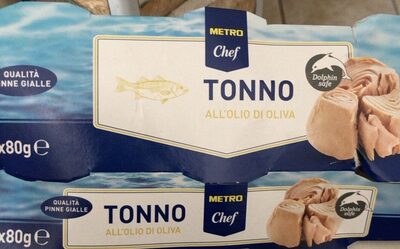 METRO
Chef
QUALITÀ
PINNE GIALLE
TONNO
ALL'OLIO DI OLIVA
Dolphin
safe
x80g e
METRO
Chef
QUALITÀ
PINNE GIALLE
TONNO
ALL'OLIO DI OLIVA
Dolphin
safe
x80g e